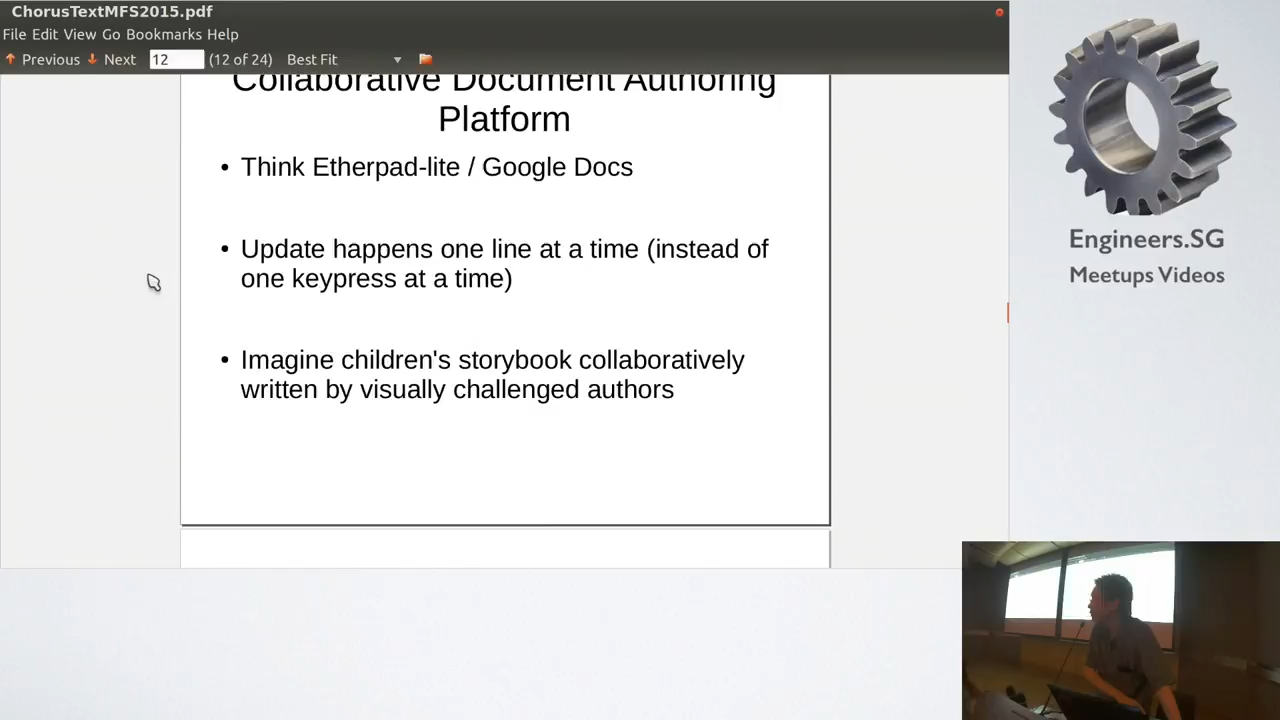 ChorusTextMFS2015.pdf
File Edit View Go Bookmarks Help
Previous Next 12 (12 of 24) Best Fit
Collaborative Document Authoring
Platform
• Think Etherpad-lite / Google Docs
• Update happens one line at a time (instead of
one keypress at a time)
• Imagine children's storybook collaboratively
written by visually challenged authors
Engineers.SG
Meetups Videos